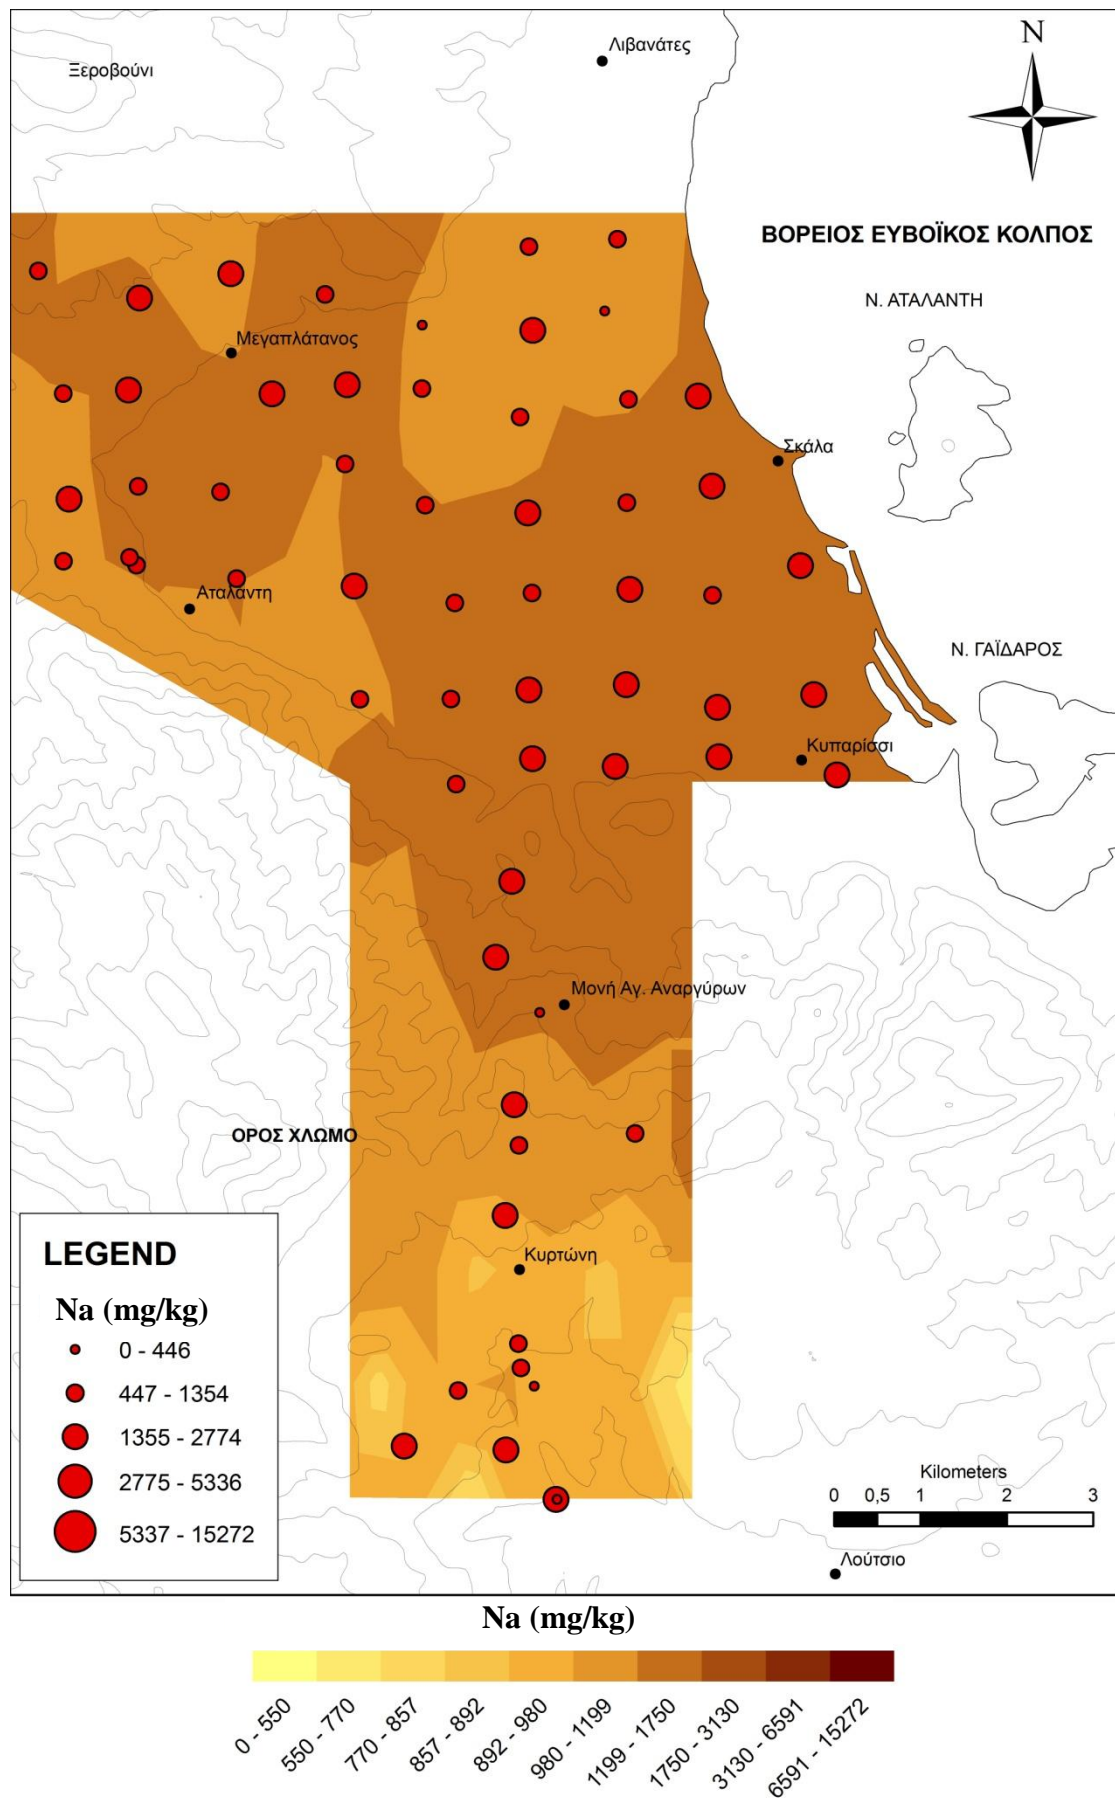 Λιβανάτες
Ξεροβούνι
N
ΒΟΡΕΙΟΣ ΕΥΒΟΪΚΟΣ ΚΟΛΠΟΣ
Ν. ΑΤΑΛΑΝΤΗ
Μεγαπλάτανος
Σκάλα
Αταλάντη
Ν. ΓΑΪΔΑΡΟΣ
Κυπαρίσσι
Μονή Αγ. Αναργύρων
ΟΡΟΣ ΧΛΩΜΟ
Κυρτώνη
LEGEND
Na (mg/kg)
0 - 446
447 - 1354
1355 - 2774
2775 - 5336
5337 - 15272
Kilometers
0 0,5 1 2 3
Λούτσιο
Na (mg/kg)
0 - 550
550 - 770
770 - 857
857 - 892
892 - 980
980 - 1199
1199 - 1750
1750 - 3130
3130 - 6591
6591 - 15272